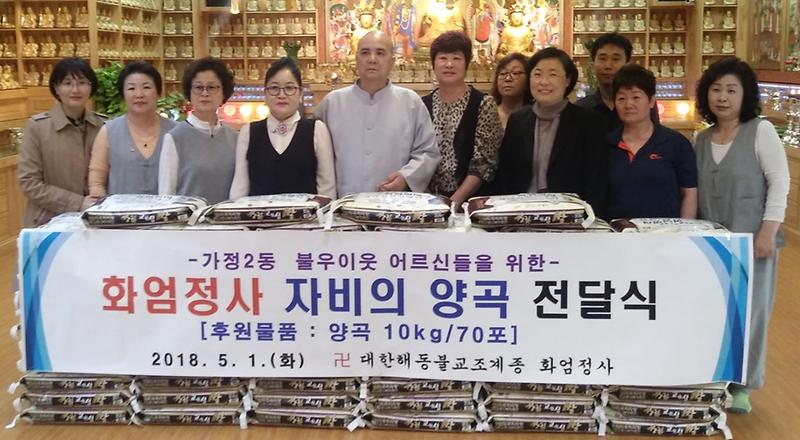 -가정2동 불우이웃 어르신들을 위한-
화엄정사 자비의 양곡 전달식
[후원물품 : 양곡 10kg/70포]
2018. 5. 1.(화) 卍 대한해동불교조계종 화엄정사